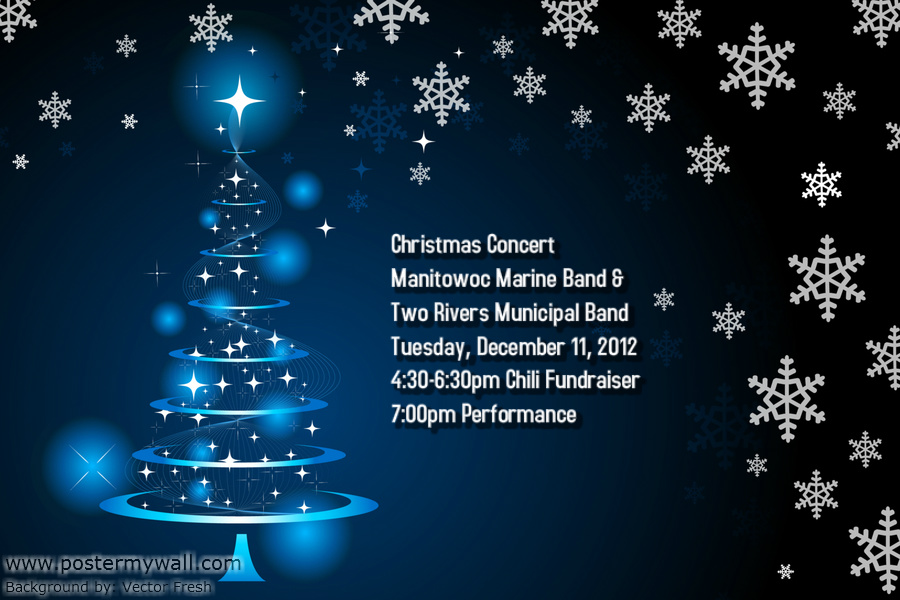 Christmas Concert
Manitowoc Marine Band &
Two Rivers Municipal Band
Tuesday, December 11, 2012
4:30-6:30pm Chili Fundraiser
7:00pm Performance
www.postermywall.com
Background by: Vector Fresh